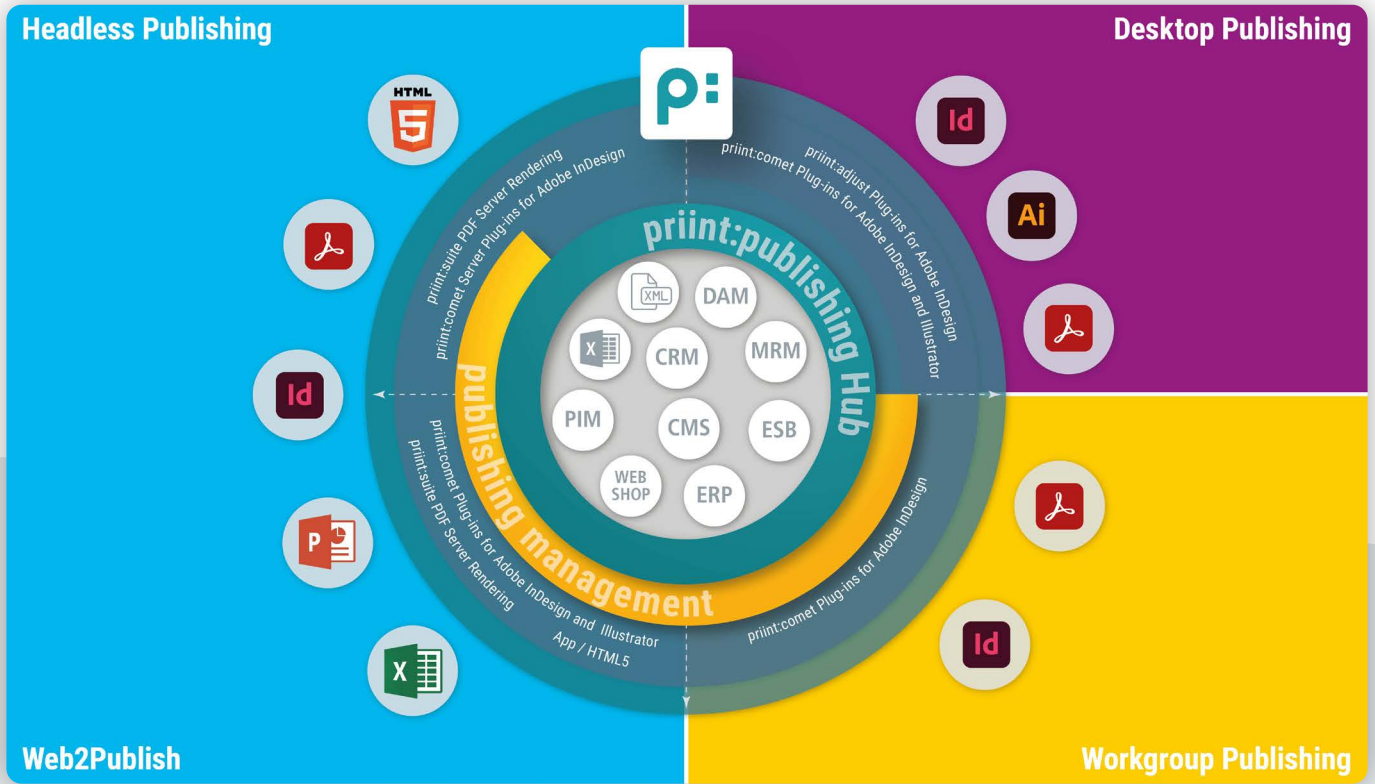 Headless Publishing
Desktop Publishing
HTML
5
p:
Id
Ai
Id
P
X
Id
priint:suite PDF Server Rendering
priint:comet Server Plug-ins for Adobe InDesign
priint:adjust Plug-ins for Adobe InDesign
priint:comet Plug-ins for Adobe InDesign and Illustrator
priint:publishing Hub
XML
DAM
X
CRM
MRM
PIM
CMS
ESB
WEB
SHOP
ERP
publishing management
priint:comet Plug-ins for Adobe InDesign and Illustrator
priint:suite PDF Server Rendering
App / HTML5
priint:comet Plug-ins for Adobe InDesign
Web2Publish
Workgroup Publishing